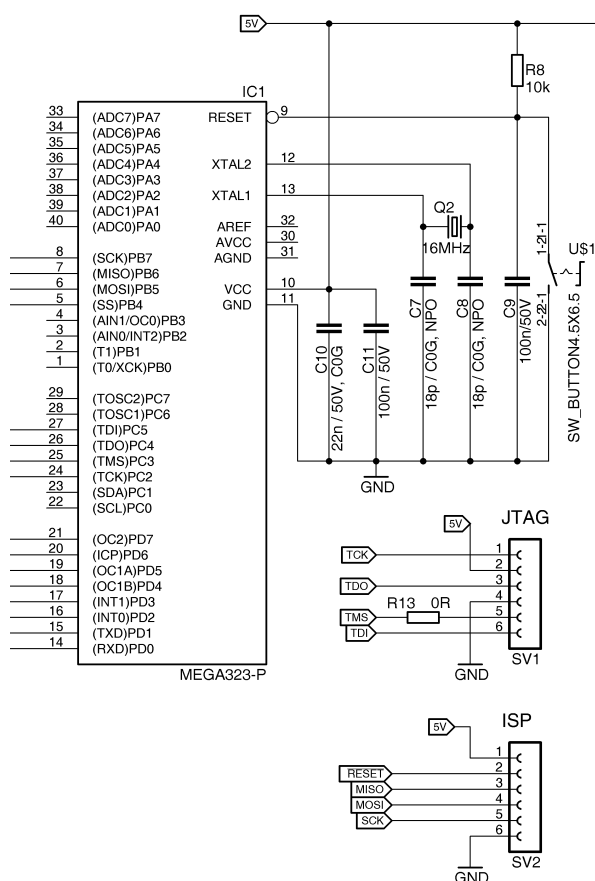 5V
R8
10k
IC1
33 (ADC7)PA7 RESET 9
34 (ADC6)PA6
35 (ADC5)PA5
36 (ADC4)PA4 XTAL2 12
37 (ADC3)PA3
38 (ADC2)PA2 XTAL1 13
39 (ADC1)PA1
40 (ADC0)PA0 AREF 32
AVCC 30
8 (SCK)PB7 AGND 31
7 (MISO)PB6
6 (MOSI)PB5 VCC 10
5 (SS)PB4 GND 11
4 (AIN1/OC0)PB3
3 (AIN0/INT2)PB2
2 (T1)PB1
1 (T0/XCK)PB0
29 (TOSC2)PC7
28 (TOSC1)PC6
27 (TDI)PC5
26 (TDO)PC4
25 (TMS)PC3
24 (TCK)PC2
23 (SDA)PC1
22 (SCL)PC0
21 (OC2)PD7
20 (ICP)PD6
19 (OC1A)PD5
18 (OC1B)PD4
17 (INT1)PD3
16 (INT0)PD2
15 (TXD)PD1
14 (RXD)PD0
MEGA323-P
Q2
16MHz
C10
22n / 50V, C0G
C11
100n / 50V
C7
18p / C0G, NPO
C8
18p / C0G, NPO
C9
100n/50V
U$1
SW_BUTTON4.5X6.5
GND
JTAG
5V
TCK 1
2
TDO 3
4
TMS R13 0R 5
TDI 6
GND
SV1
ISP
5V
1
RESET 2
MISO 3
MOSI 4
SCK 5
6
GND
SV2